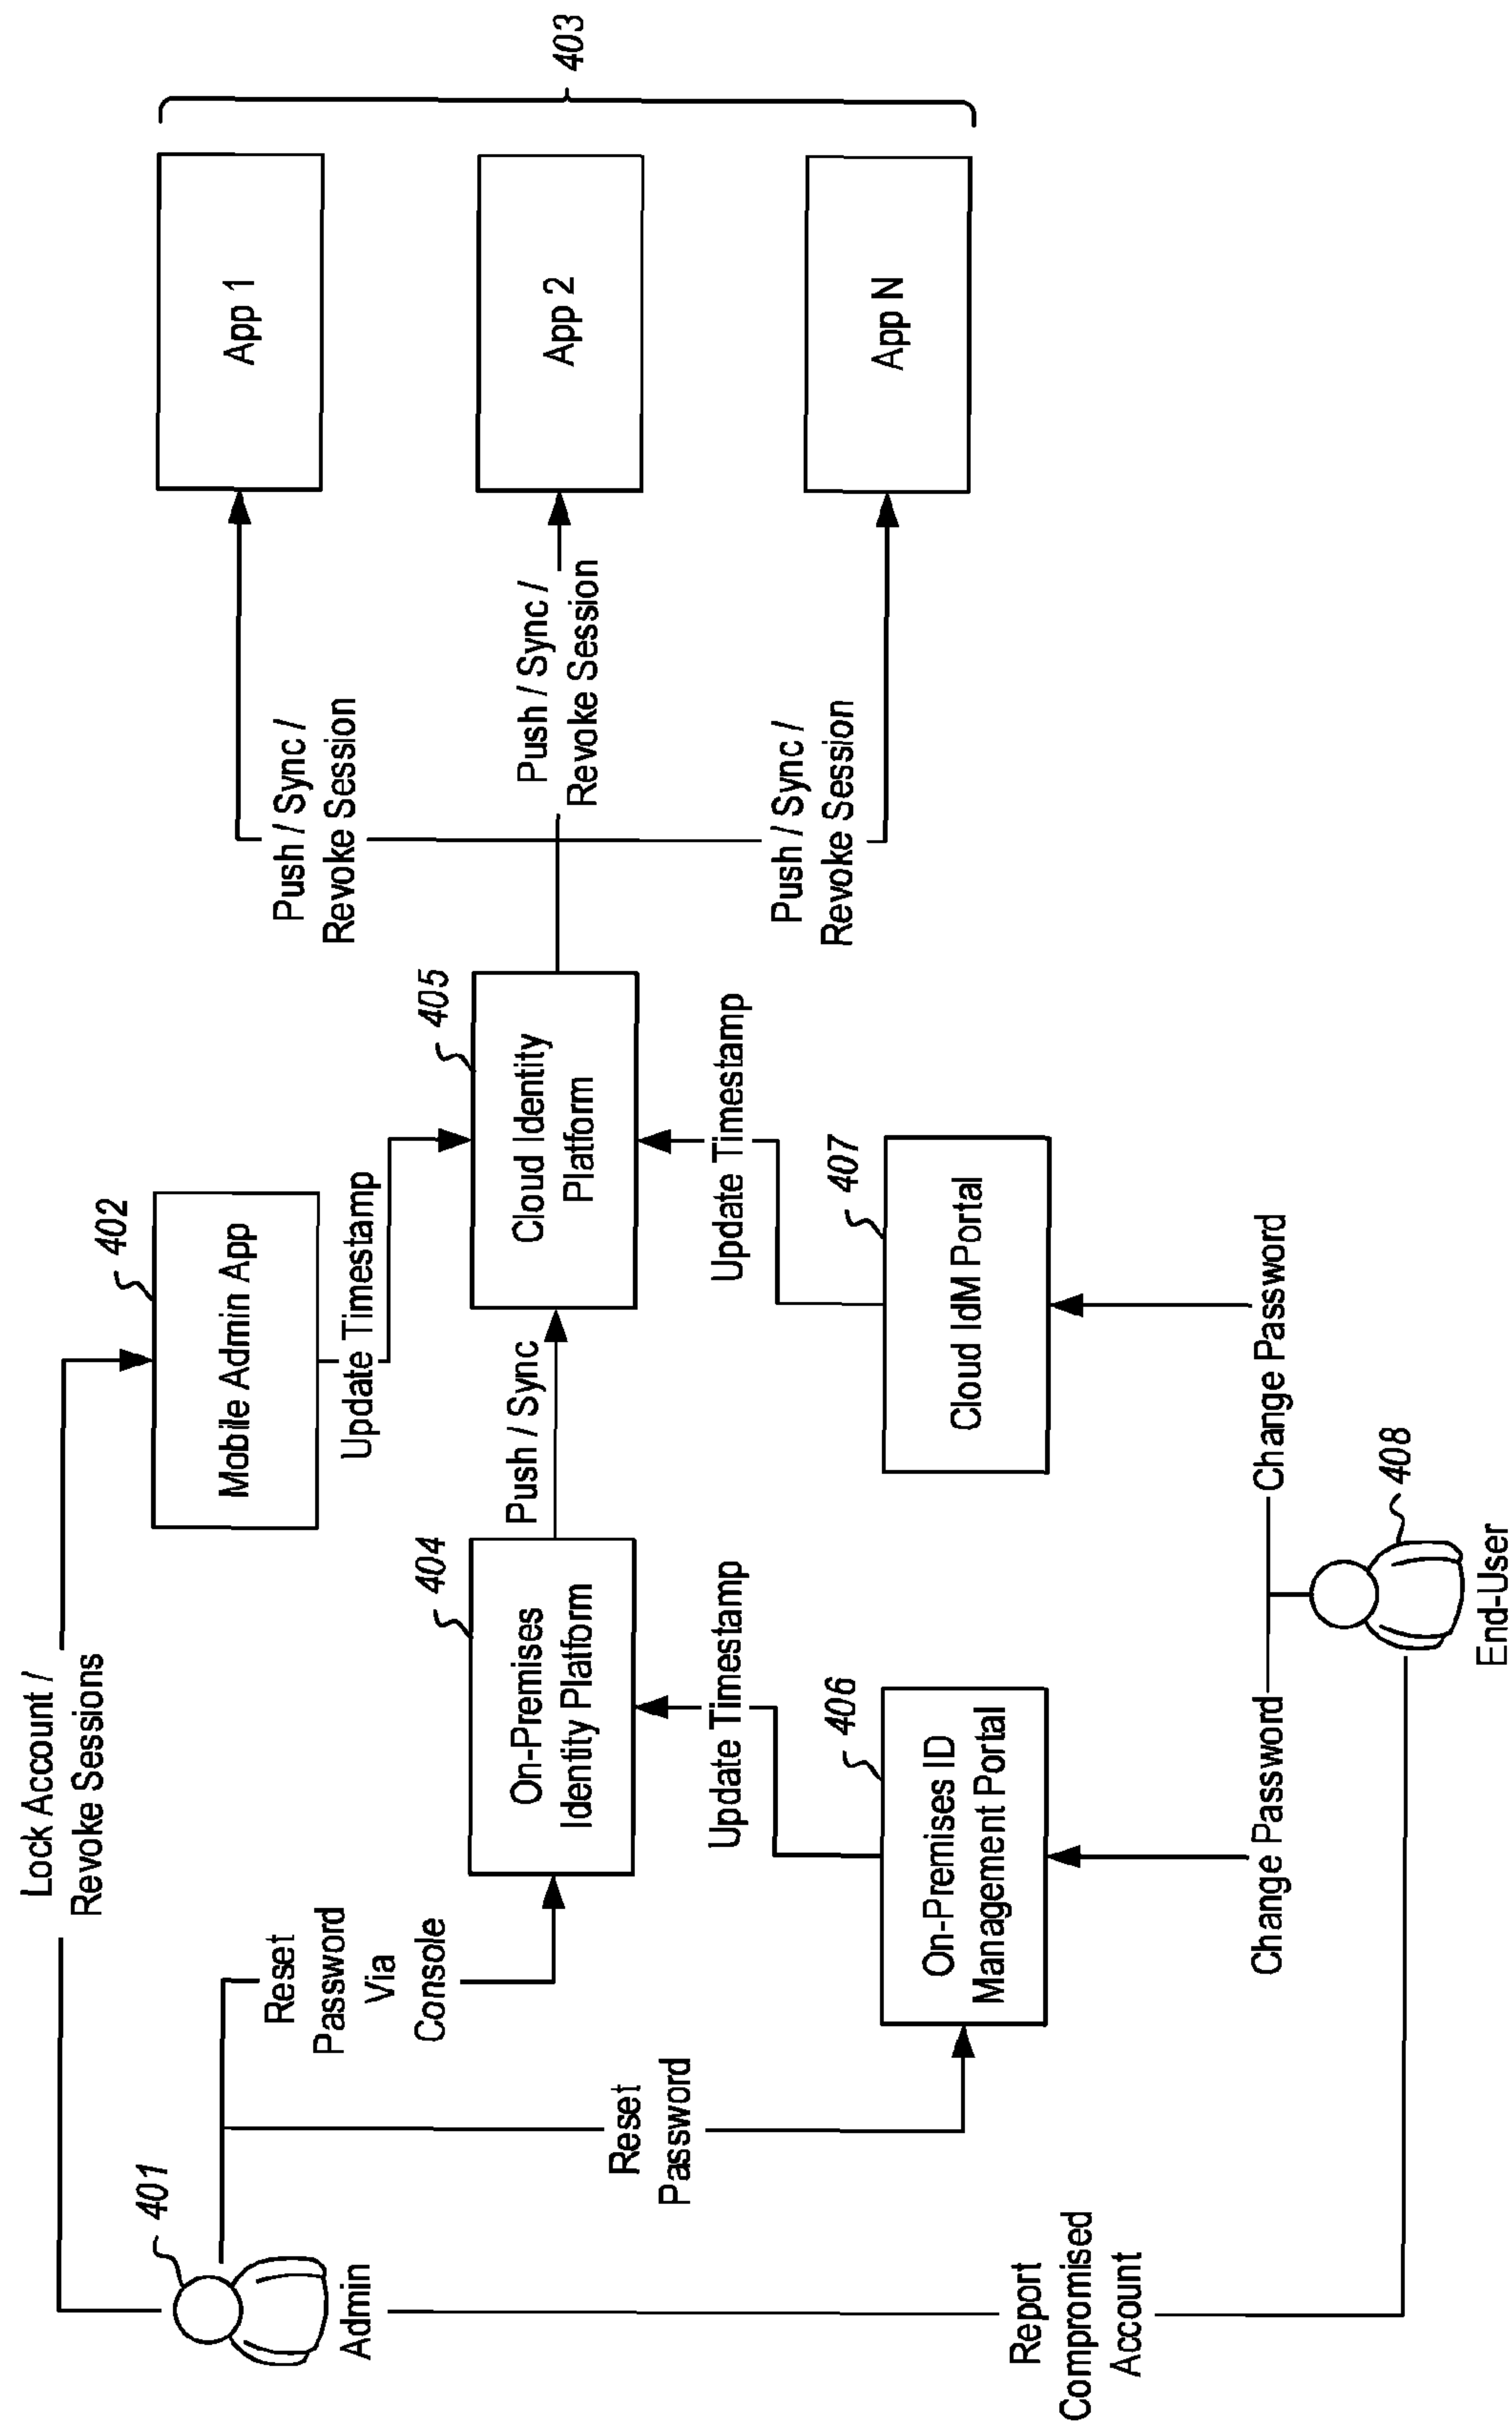 Lock Account /
Revoke Sessions
402
Mobile Admin App
Update Timestamp
401
Admin
Reset
Password
Via
Console
404
On-Premises
Identity Platform
Push / Sync
405
Cloud Identity
Platform
Push / Sync /
Revoke Session
Push / Sync /
Revoke Session
Push / Sync /
Revoke Session
App 1
App 2
App N
403
Reset
Password
Update Timestamp
406
On-Premises ID
Management Portal
Update Timestamp
407
Cloud IdM Portal
Report
Compromised
Account
Change Password
Change Password
408
End-User